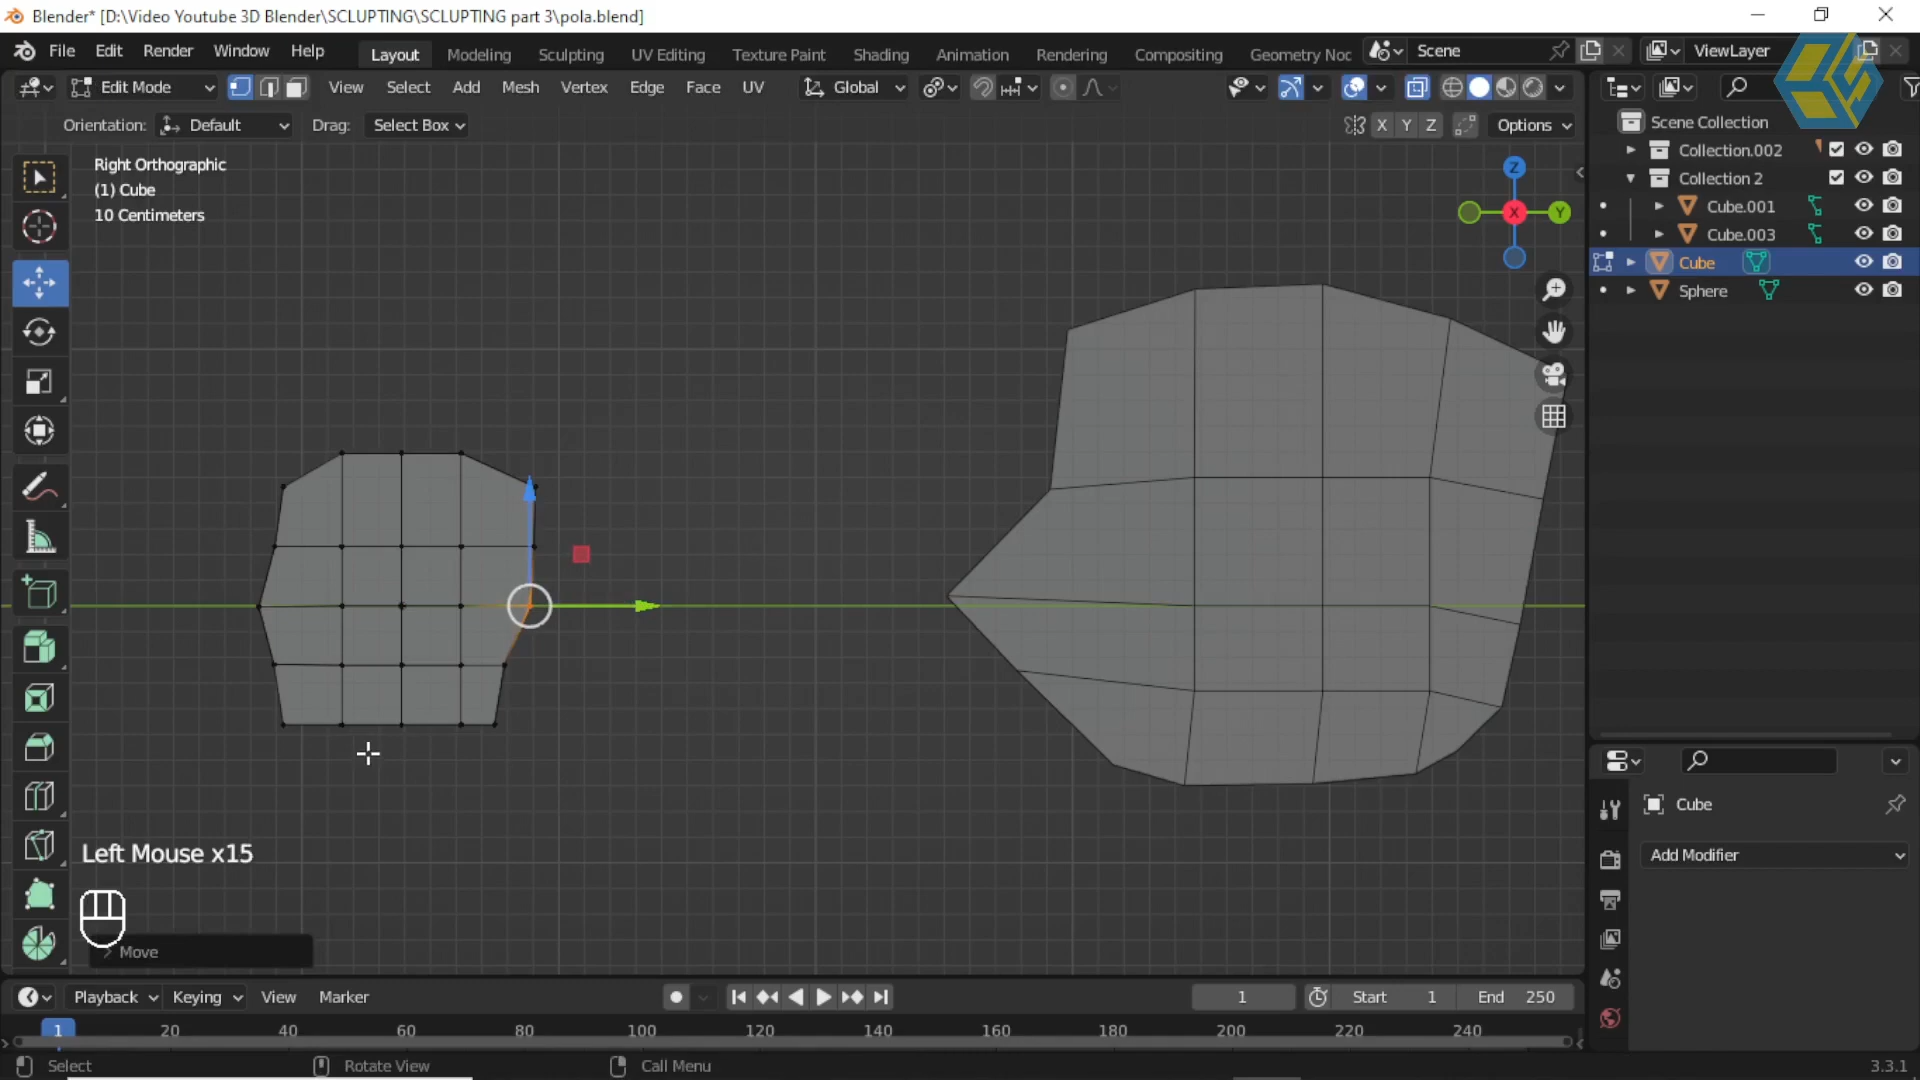 Blender* [D:\Video Youtube 3D Blender\SCLUPTING\SCLUPTING part 3\pola.blend]
File Edit Render Window Help Layout Modeling Sculpting UV Editing Texture Paint Shading Animation Rendering Compositing Geometry Noc Scene ViewLayer
Edit Mode View Select Add Mesh Vertex Edge Face UV Global
Orientation: Default Drag: Select Box X Y Z Options
Scene Collection
Collection.002
Collection 2
Cube.001
Cube.003
Cube
Sphere
Right Orthographic
(1) Cube
10 Centimeters
Z
X
Y
Left Mouse x15
Move
Cube
Add Modifier
Playback Keying View Marker 1 Start 1 End 250
1 20 40 60 80 100 120 140 160 180 200 220 240
Select Rotate View Call Menu 3.3.1